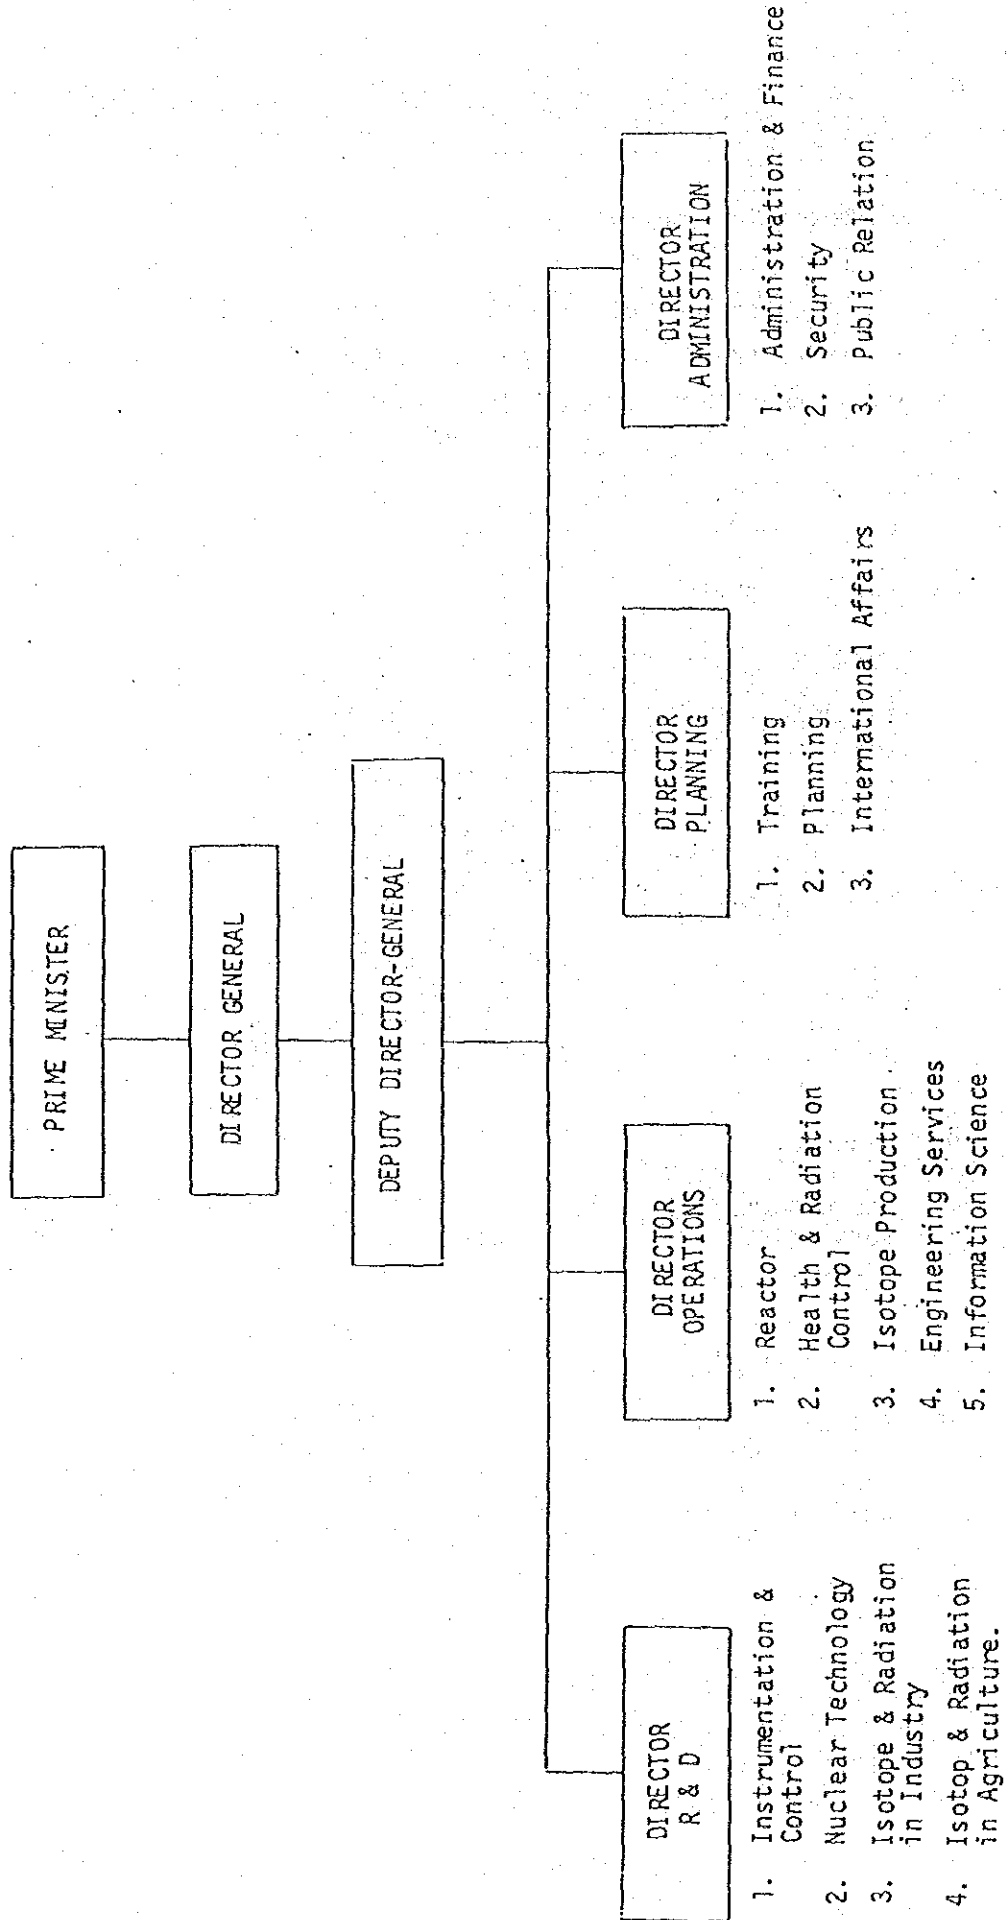 PRIME MINISTER
DIRECTOR GENERAL
DEPUTY DIRECTOR-GENERAL
DIRECTOR
R & D
1. Instrumentation &
Control
2. Nuclear Technology
3. Isotope & Radiation
in Industry
4. Isotop & Radiation
in Agriculture.
DIRECTOR
OPERATIONS
1. Reactor
2. Health & Radiation
Control
3. Isotope Production
4. Engineering Services
5. Information Science
DIRECTOR
PLANNING
1. Training
2. Planning
3. International Affairs
DIRECTOR
ADMINISTRATION
1. Administration & Finance
2. Security
3. Public Relation